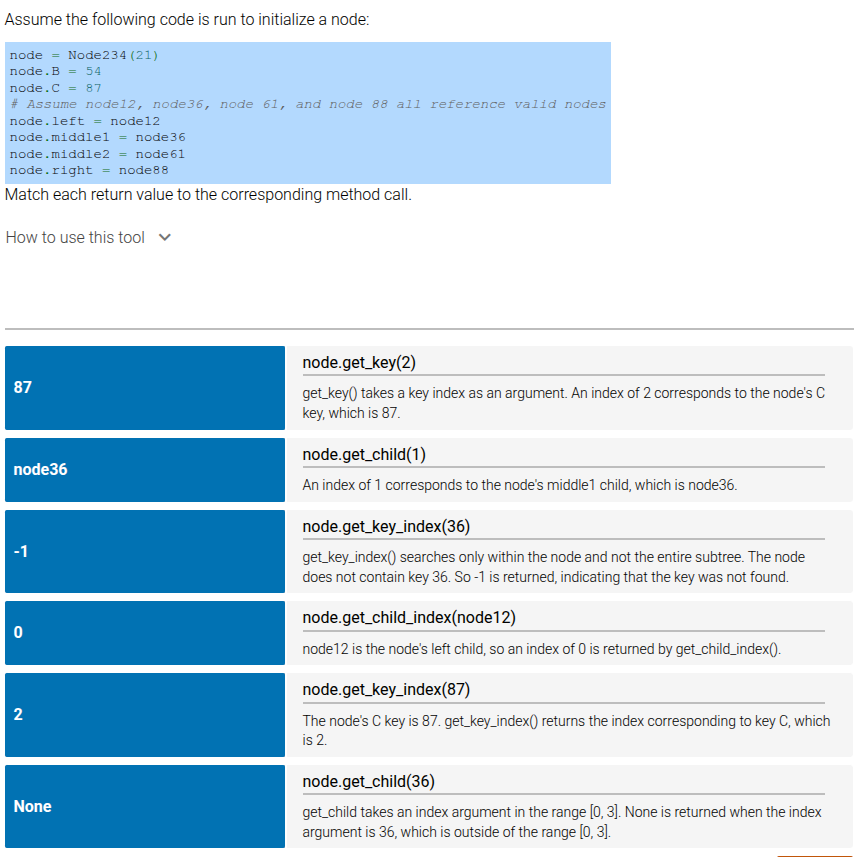 Assume the following code is run to initialize a node:
node = Node234(21)
node.B = 54
node.C = 87
# Assume node12, node36, node 61, and node 88 all reference valid nodes
node.left = node12
node.middle1 = node36
node.middle2 = node61
node.right = node88
Match each return value to the corresponding method call.
How to use this tool
87
node.get_key(2)
get_key() takes a key index as an argument. An index of 2 corresponds to the node's C
key, which is 87.
node36
node.get_child(1)
An index of 1 corresponds to the node's middle1 child, which is node36.
-1
node.get_key_index(36)
get_key_index() searches only within the node and not the entire subtree. The node
does not contain key 36. So -1 is returned, indicating that the key was not found.
0
node.get_child_index(node12)
node12 is the node's left child, so an index of 0 is returned by get_child_index().
2
node.get_key_index(87)
The node's C key is 87. get_key_index() returns the index corresponding to key C, which
is 2.
None
node.get_child(36)
get_child takes an index argument in the range [0, 3]. None is returned when the index
argument is 36, which is outside of the range [0, 3].